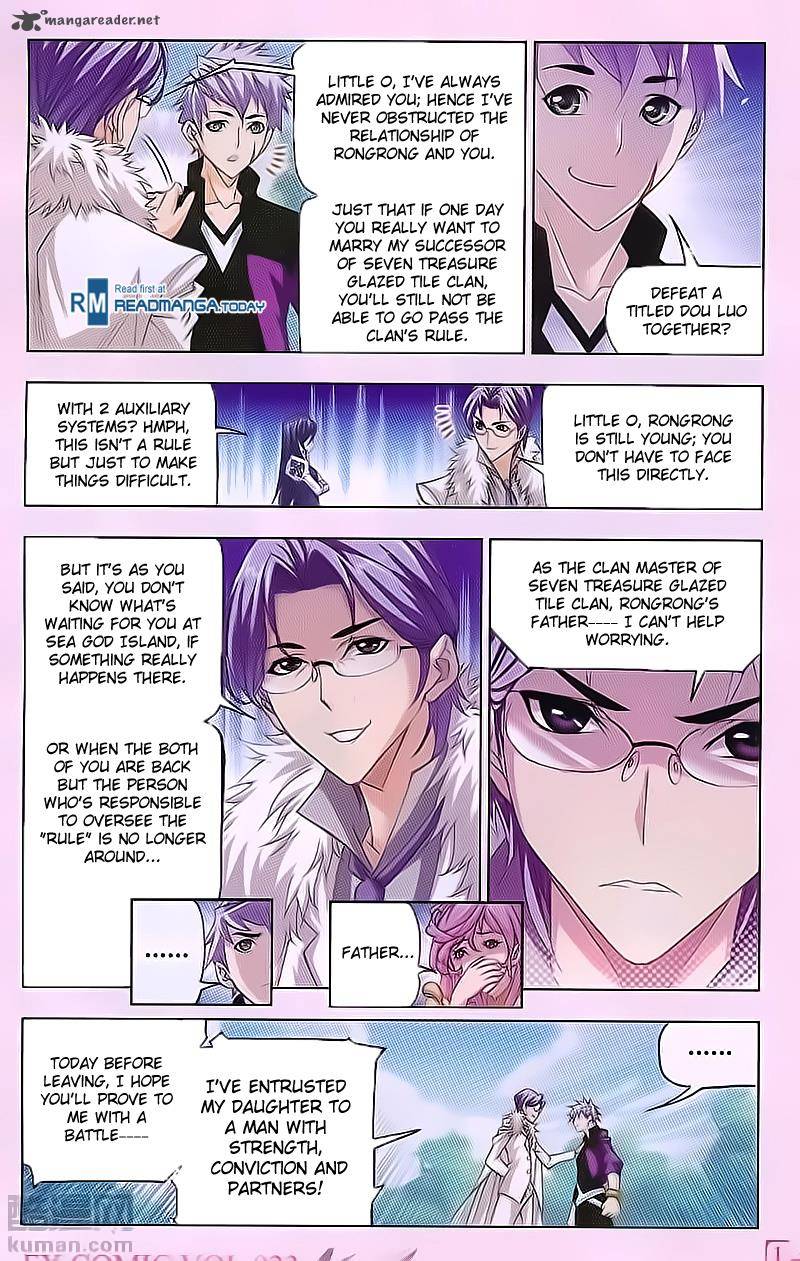 mangareader.net
LITTLE O, I'VE ALWAYS
ADMIRED YOU; HENCE I'VE
NEVER OBSTRUCTED THE
RELATIONSHIP OF
RONGRONG AND YOU.
JUST THAT IF ONE DAY
YOU REALLY WANT TO
MARRY MY SUCCESSOR
OF SEVEN TREASURE
GLAZED TILE CLAN,
YOU'LL STILL NOT BE
ABLE TO GO PASS THE
CLAN'S RULE.
Read first at
RM READMANGA.TODAY
DEFEAT A
TITLED DOU LUO
TOGETHER?
WITH 2 AUXILIARY
SYSTEMS? HMPH,
THIS ISN'T A RULE
BUT JUST TO MAKE
THINGS DIFFICULT.
LITTLE O, RONGRONG
IS STILL YOUNG; YOU
DON'T HAVE TO FACE
THIS DIRECTLY.
BUT IT'S AS YOU
SAID, YOU DON'T
KNOW WHAT'S
WAITING FOR YOU AT
SEA GOD ISLAND, IF
SOMETHING REALLY
HAPPENS THERE.
OR WHEN THE BOTH
OF YOU ARE BACK
BUT THE PERSON
WHO'S RESPONSIBLE
TO OVERSEE THE
"RULE" IS NO LONGER
AROUND...
AS THE CLAN MASTER OF
SEVEN TREASURE GLAZED
TILE CLAN, RONGRONG'S
FATHER---- I CAN'T HELP
WORRYING.
......
FATHER...
TODAY BEFORE
LEAVING, I HOPE
YOU'LL PROVE TO
ME WITH A
BATTLE----
I'VE ENTRUSTED
MY DAUGHTER TO
A MAN WITH
STRENGTH,
CONVICTION AND
PARTNERS!
......
kuman.com
EX COMIC VOL. 033
1